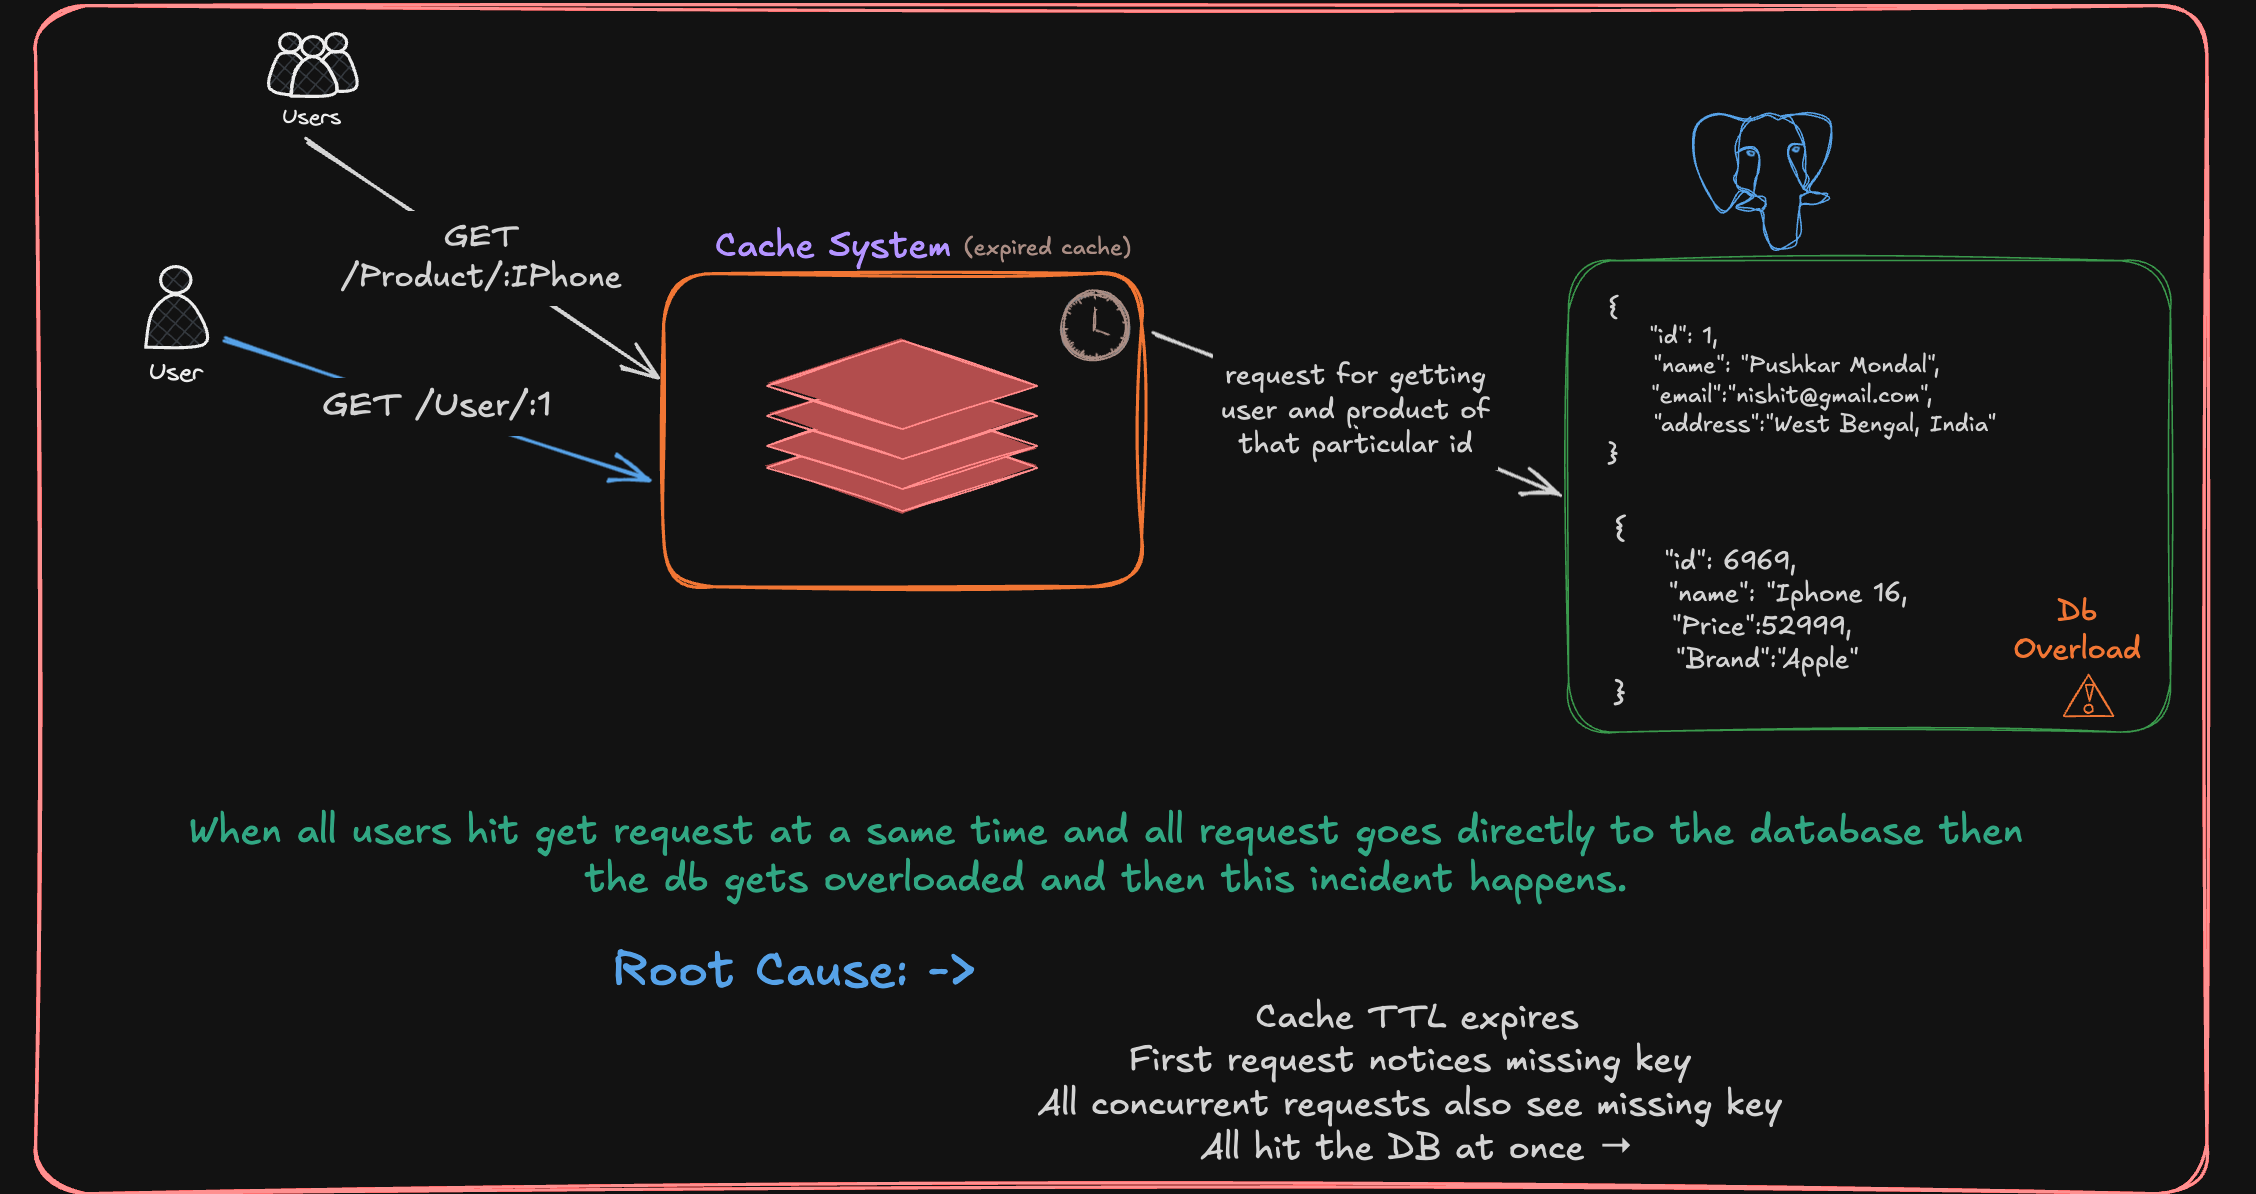 Users
GET
/Product/:IPhone
User
GET /User/:1
Cache System (expired cache)
request for getting
user and product of
that particular id
{
"id": 1,
"name": "Pushkar Mondal",
"email":"nishit@gmail.com",
"address":"West Bengal, India"
}
{
"id": 6969,
"name": "Iphone 16,
"Price":52999,
"Brand":"Apple"
}
Db
Overload
When all users hit get request at a same time and all request goes directly to the database then
the db gets overloaded and then this incident happens.
Root Cause: ->
Cache TTL expires
First request notices missing key
All concurrent requests also see missing key
All hit the DB at once →